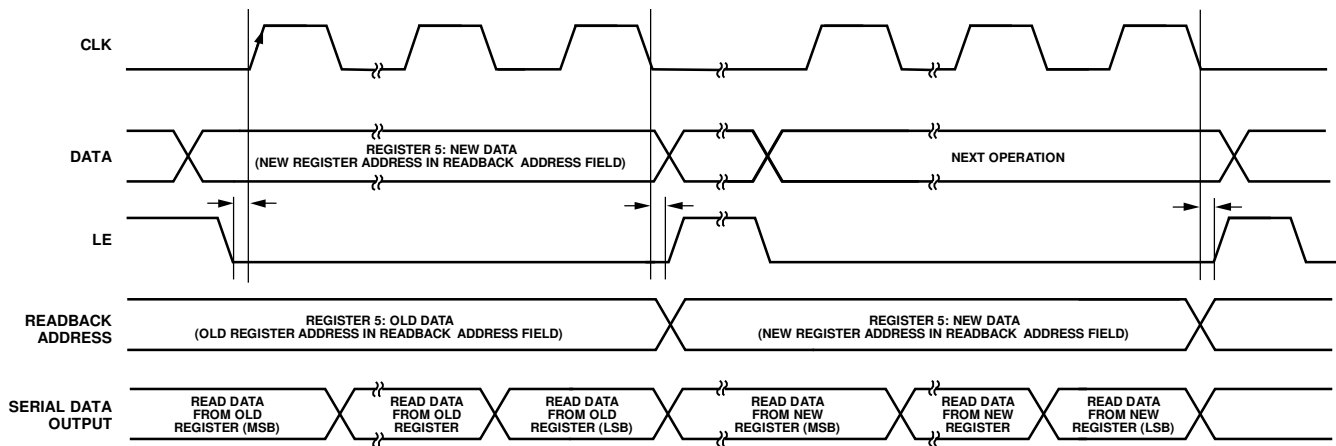 CLK
DATA
REGISTER 5: NEW DATA
(NEW REGISTER ADDRESS IN READBACK ADDRESS FIELD)
NEXT OPERATION
LE
READBACK
ADDRESS
REGISTER 5: OLD DATA
(OLD REGISTER ADDRESS IN READBACK ADDRESS FIELD)
REGISTER 5: NEW DATA
(NEW REGISTER ADDRESS IN READBACK ADDRESS FIELD)
SERIAL DATA
OUTPUT
READ DATA
FROM OLD
REGISTER (MSB)
READ DATA
FROM OLD
REGISTER
READ DATA
FROM OLD
REGISTER (LSB)
READ DATA
FROM NEW
REGISTER (MSB)
READ DATA
FROM NEW
REGISTER
READ DATA
FROM NEW
REGISTER (LSB)